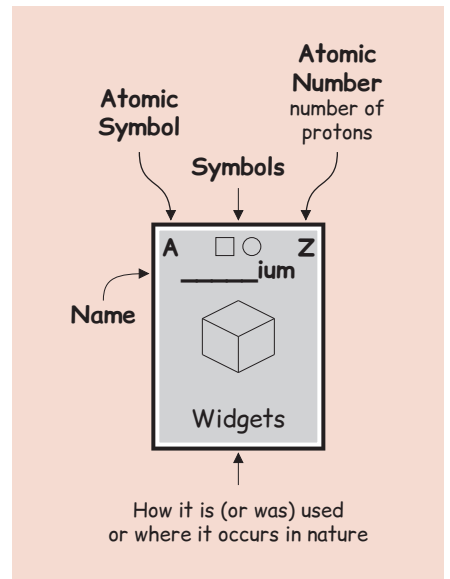 Atomic
Number
number of
protons
Atomic
Symbol
Symbols
A
Z
______ium
Name
Widgets
How it is (or was) used
or where it occurs in nature